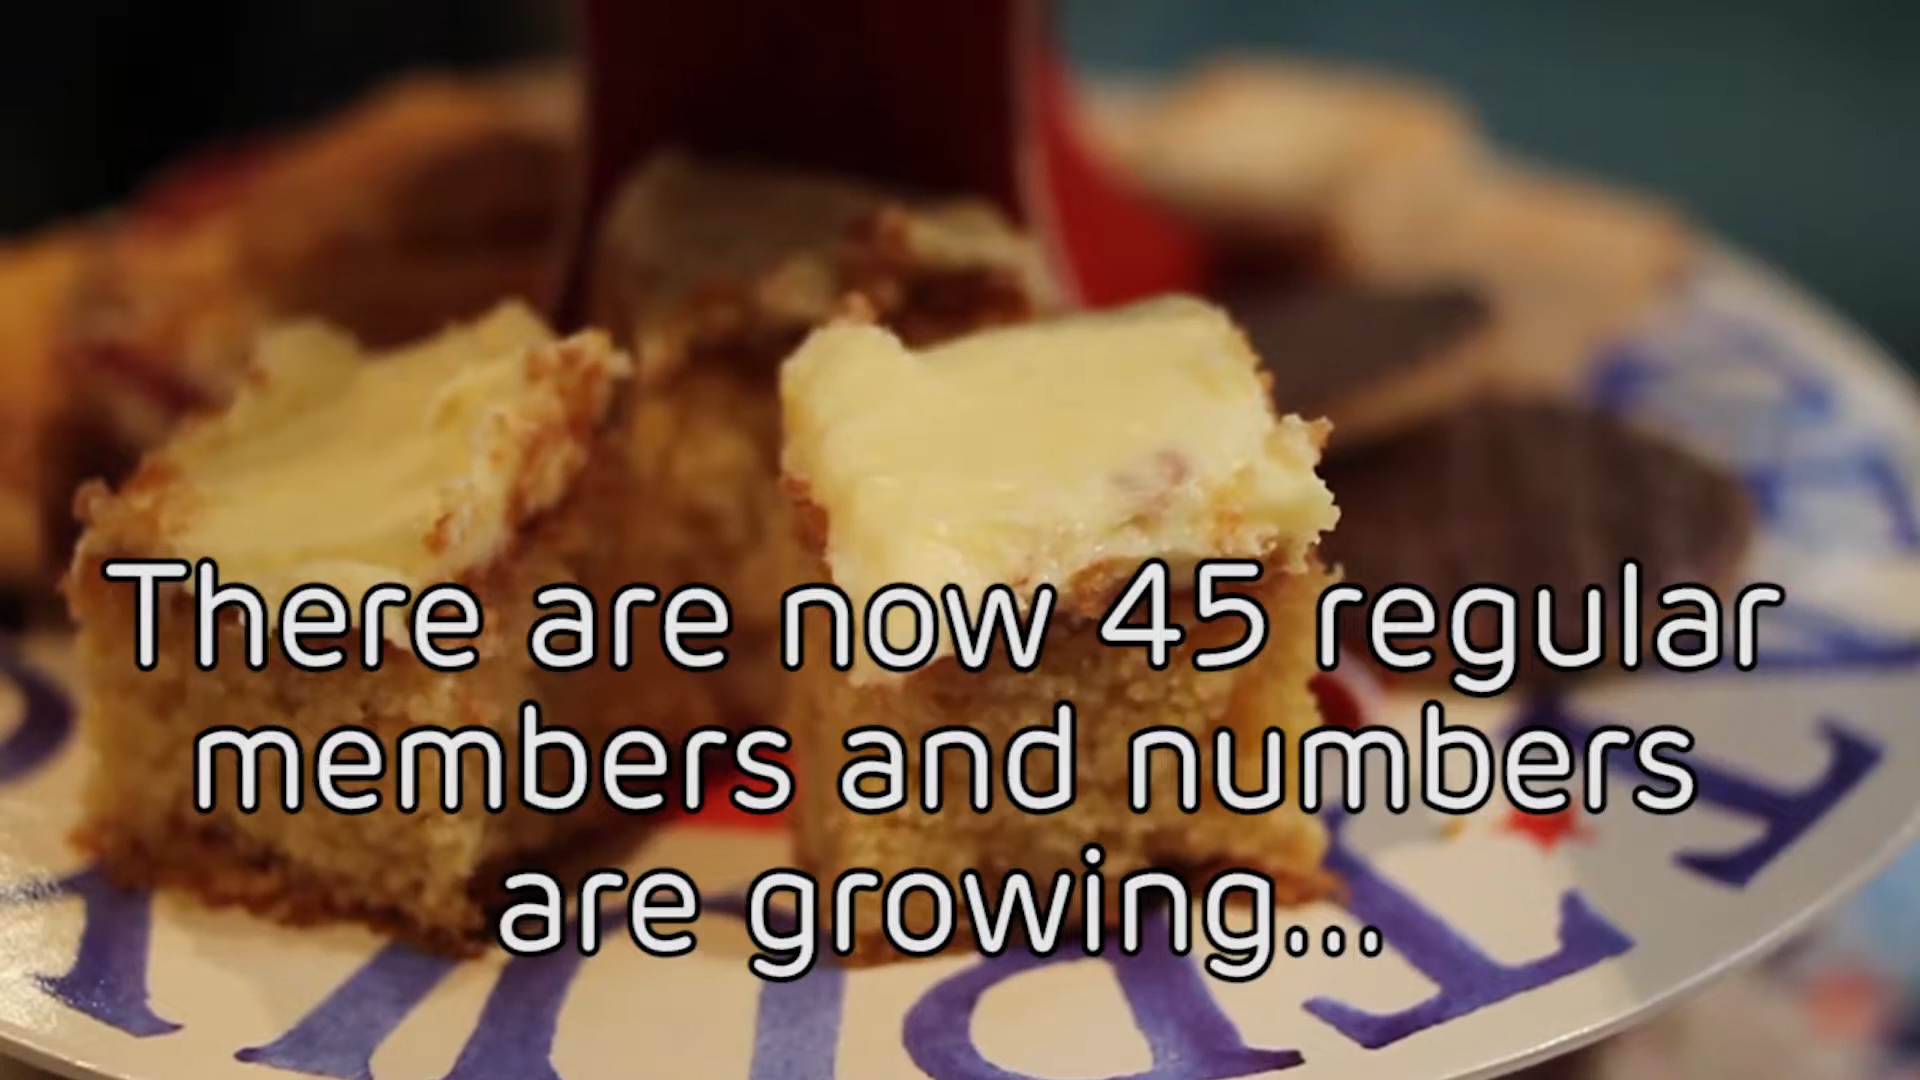 There are now 45 regular
members and numbers
are growing...